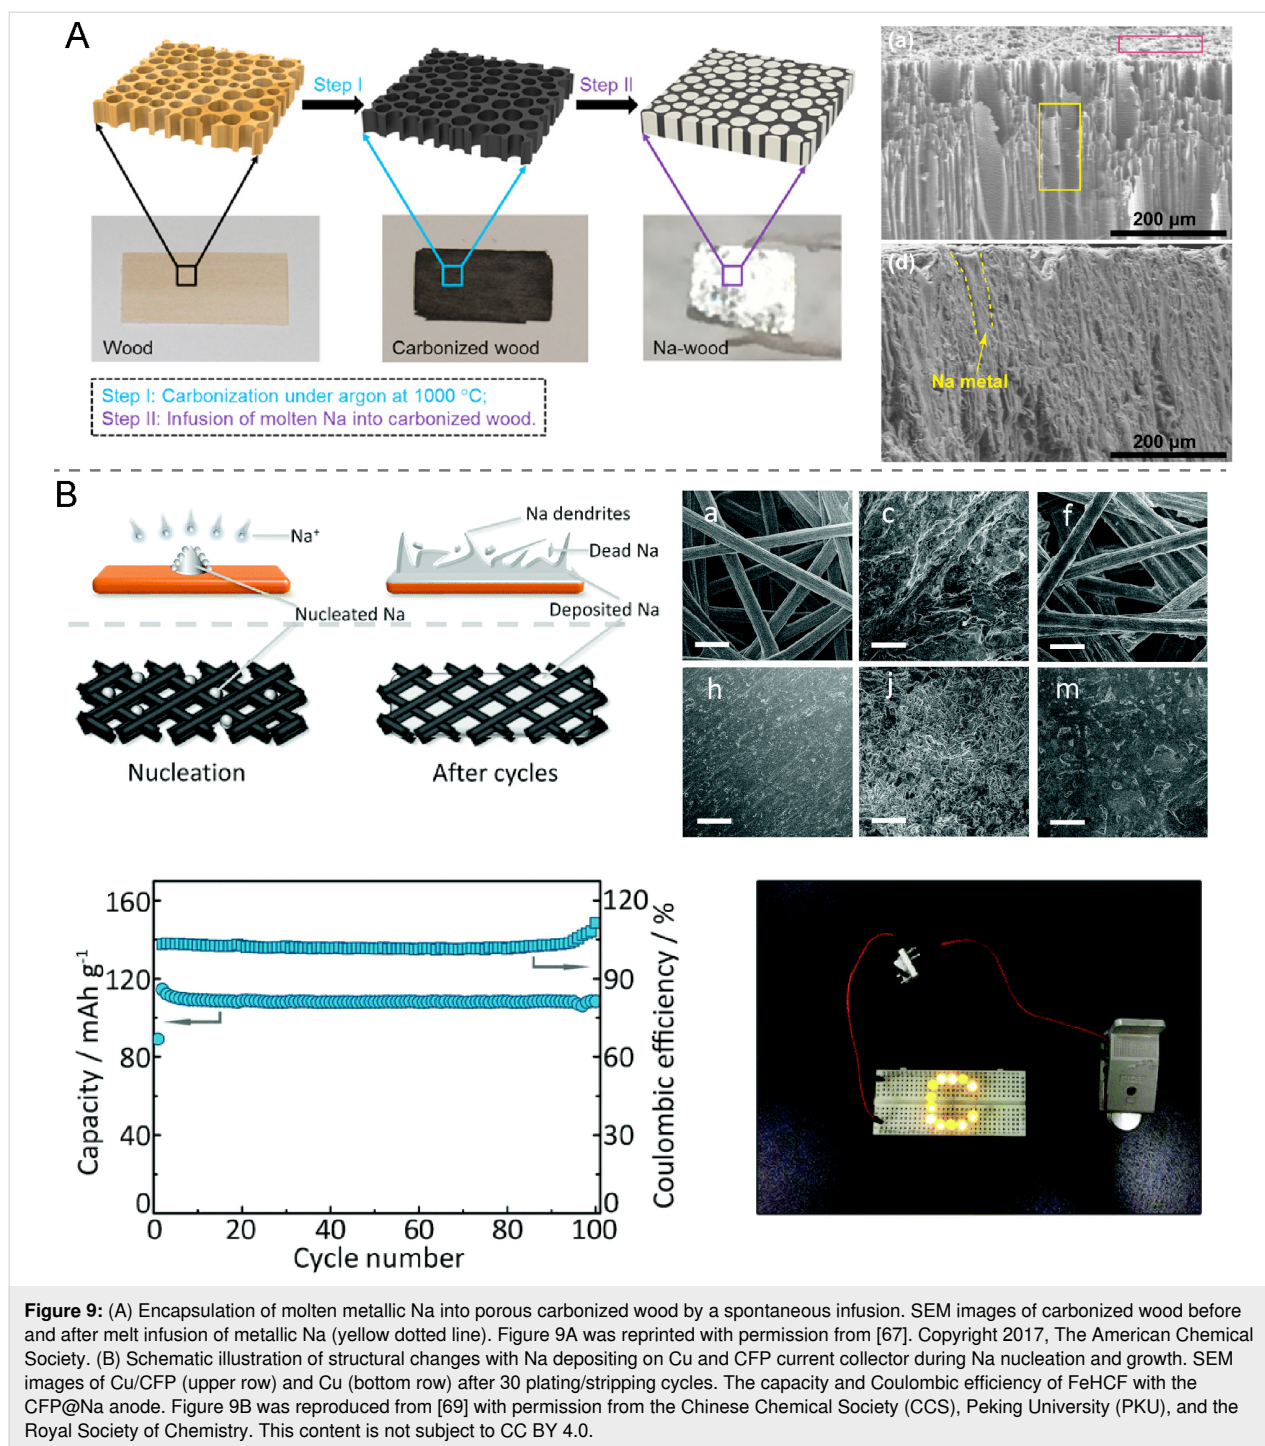 A
Step I
Step II
Wood
Carbonized wood
Na-wood
Step I: Carbonization under argon at 1000 °C;
Step II: Infusion of molten Na into carbonized wood.
(a)
200 µm
(d)
Na metal
200 µm
B
Na⁺
Nucleated Na
Na dendrites
Dead Na
Deposited Na
Nucleation
After cycles
a
c
f
h
j
m
Capacity / mAh g⁻¹
160
120
80
40
0
120
90
60
30
0
Coulombic efficiency / %
0
20
40
60
80
100
Cycle number
Figure 9: (A) Encapsulation of molten metallic Na into porous carbonized wood by a spontaneous infusion. SEM images of carbonized wood before
and after melt infusion of metallic Na (yellow dotted line). Figure 9A was reprinted with permission from [67]. Copyright 2017, The American Chemical
Society. (B) Schematic illustration of structural changes with Na depositing on Cu and CFP current collector during Na nucleation and growth. SEM
images of Cu/CFP (upper row) and Cu (bottom row) after 30 plating/stripping cycles. The capacity and Coulombic efficiency of FeHCF with the
CFP@Na anode. Figure 9B was reproduced from [69] with permission from the Chinese Chemical Society (CCS), Peking University (PKU), and the
Royal Society of Chemistry. This content is not subject to CC BY 4.0.